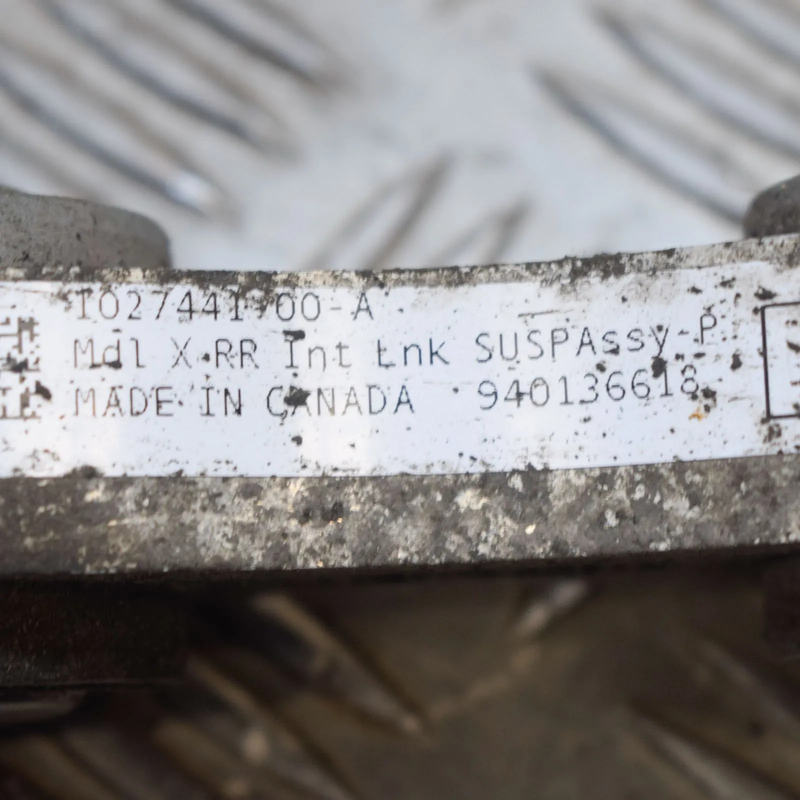 1027441-00-A
Mdl X RR Int Lnk SUSPAssy-P
MADE IN CANADA 940136618